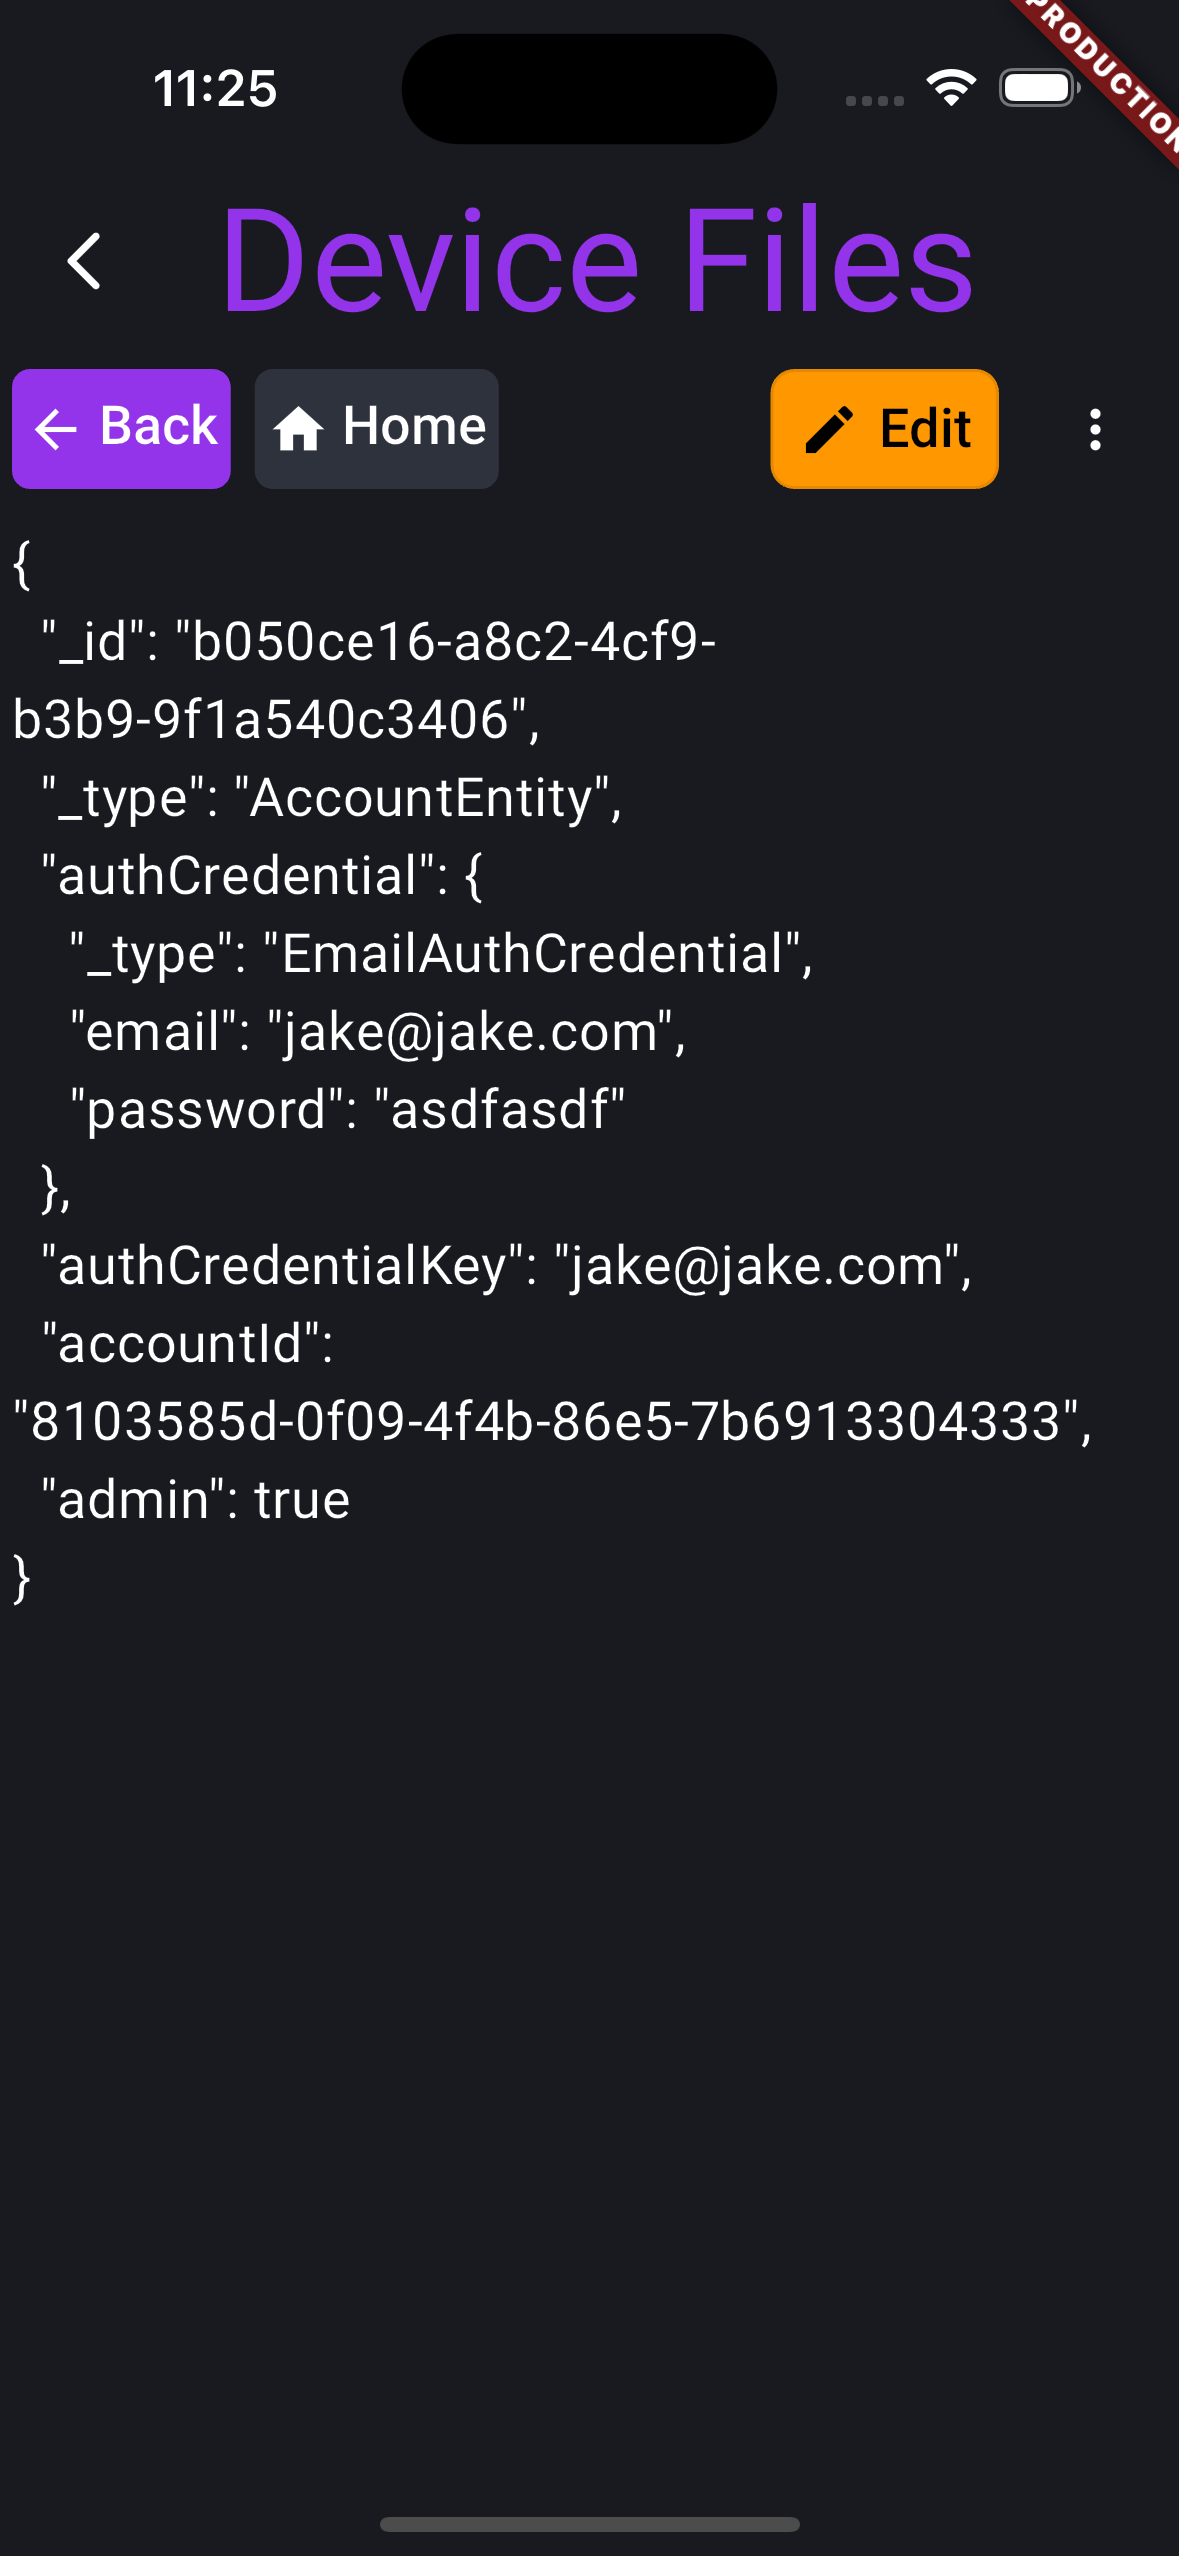 11:25
PRODUCTION
Device Files
Back Home Edit
{
"_id": "b050ce16-a8c2-4cf9-
b3b9-9f1a540c3406",
"_type": "AccountEntity",
"authCredential": {
"_type": "EmailAuthCredential",
"email": "jake@jake.com",
"password": "asdfasdf"
},
"authCredentialKey": "jake@jake.com",
"accountId":
"8103585d-0f09-4f4b-86e5-7b6913304333",
"admin": true
}